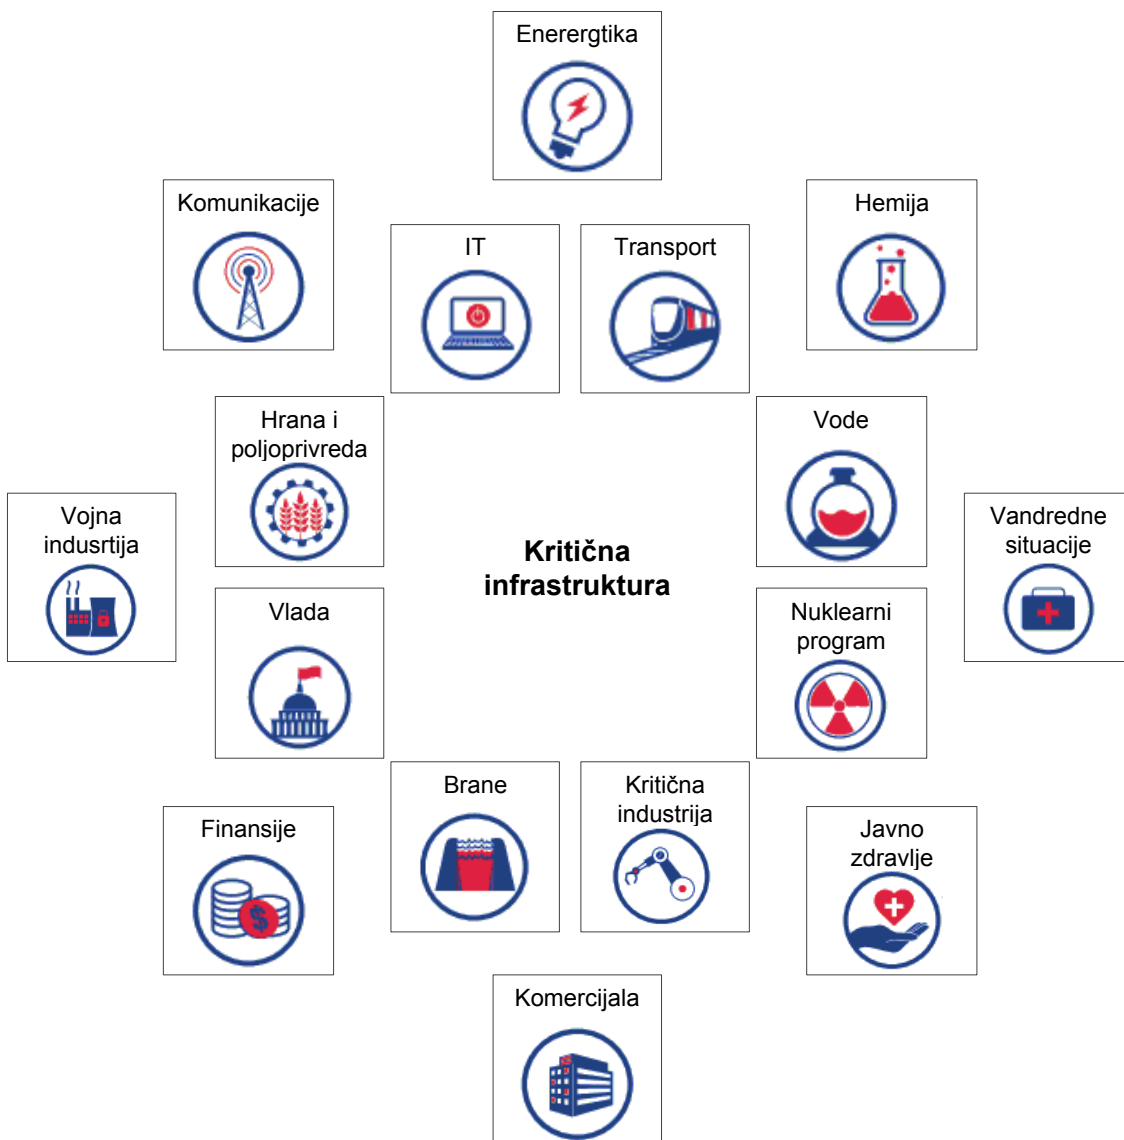 Enerergtika
Komunikacije
Hemija
IT
Transport
Hrana i
poljoprivreda
Vode
Vojna
indusrtija
Kritična
infrastruktura
Vandredne
situacije
Vlada
Nuklearni
program
Brane
Kritična
industrija
Finansije
$
Javno
zdravlje
Komercijala